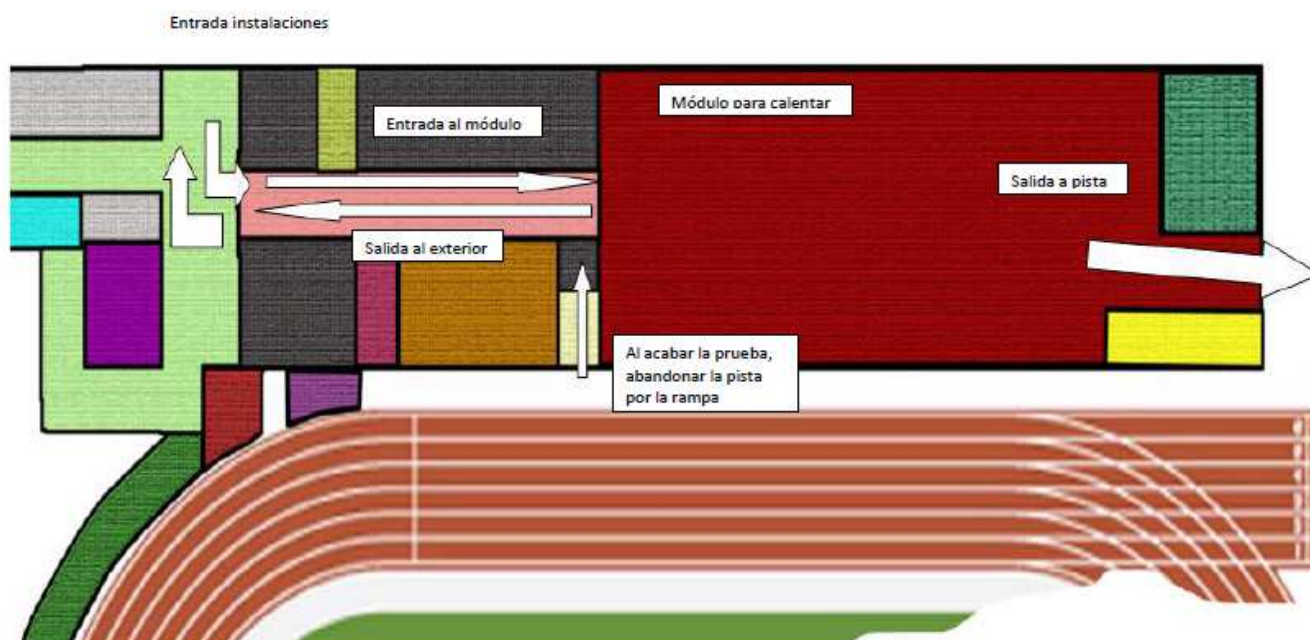 Entrada instalaciones
Módulo para calentar
Entrada al módulo
Salida a pista
Salida al exterior
Al acabar la prueba,
abandonar la pista
por la rampa